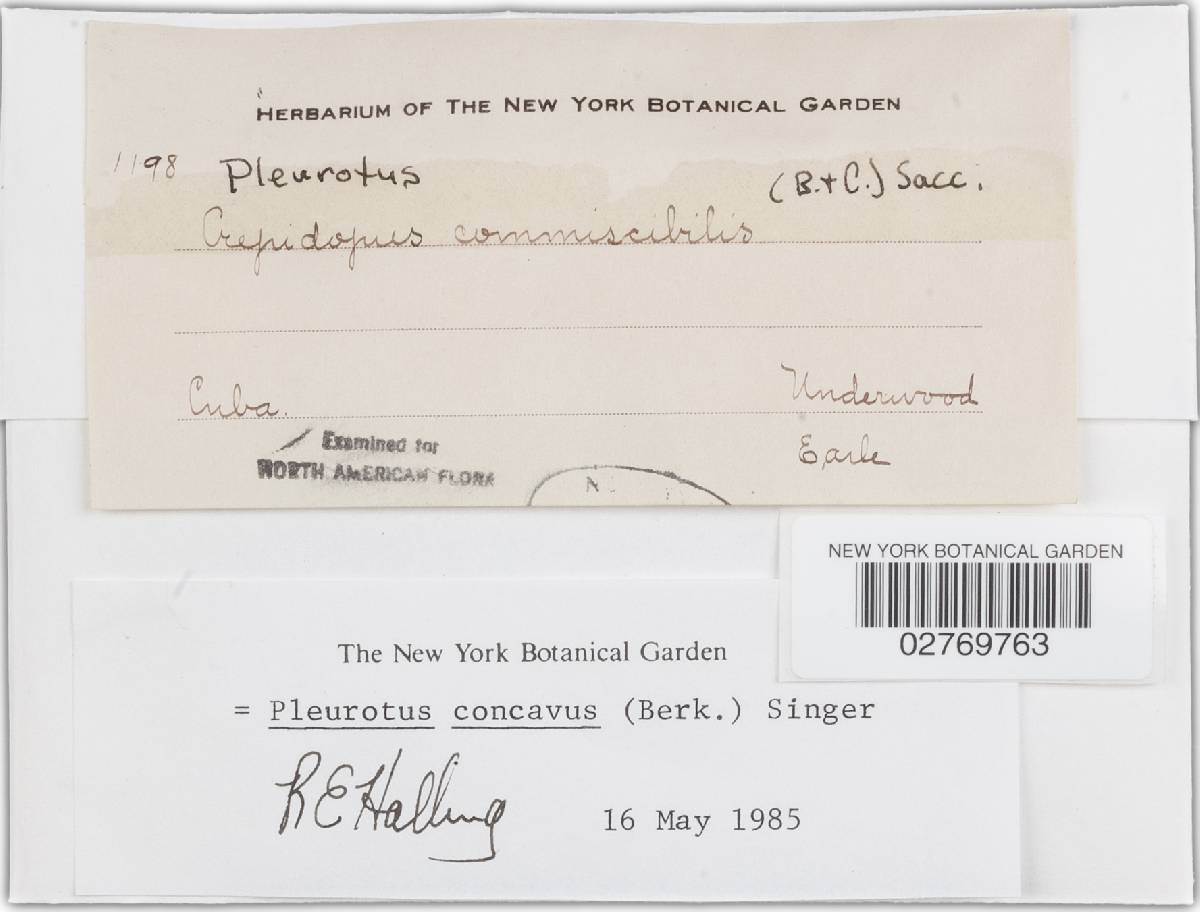 HERBARIUM OF THE NEW YORK BOTANICAL GARDEN
1198 Pleurotus (B.+C.) Sacc.
Crepidopus commiscibilis
Cuba. Underwood
Earle
Examined for
NORTH AMERICAN FLORA
N
NEW YORK BOTANICAL GARDEN
02769763
The New York Botanical Garden
= Pleurotus concavus (Berk.) Singer
R E Halling 16 May 1985